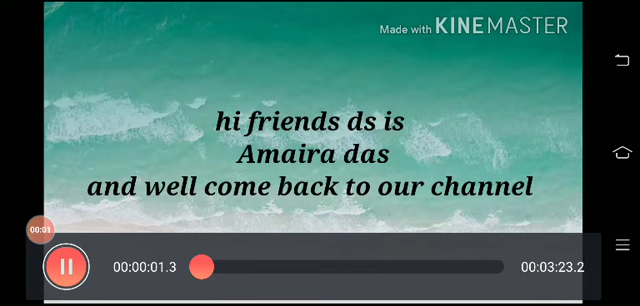 Made with KINEMASTER
hi friends ds is
Amaira das
and well come back to our channel
00:01
00:00:01.3
00:03:23.2